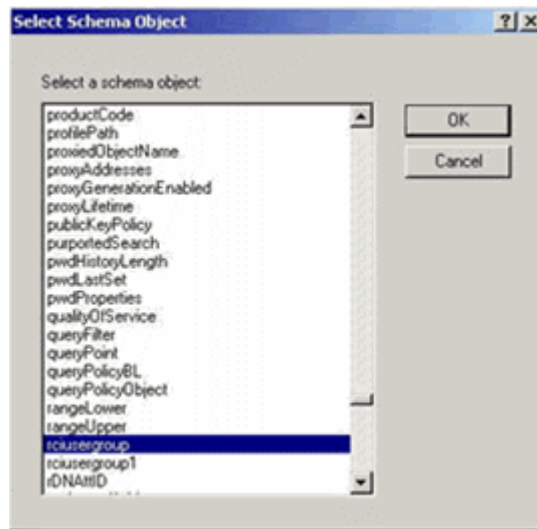 Select Schema Object
Select a schema object:
productCode
profilePath
proxiedObjectName
proxyAddresses
proxyGenerationEnabled
proxyLifetime
publicKeyPolicy
purportedSearch
pwdHistoryLength
pwdLastSet
pwdProperties
qualityOfService
queryFilter
queryPoint
queryPolicyBL
queryPolicyObject
rangeLower
rangeUpper
rciusergroup
rciusergroup1
rDNAttID
OK
Cancel